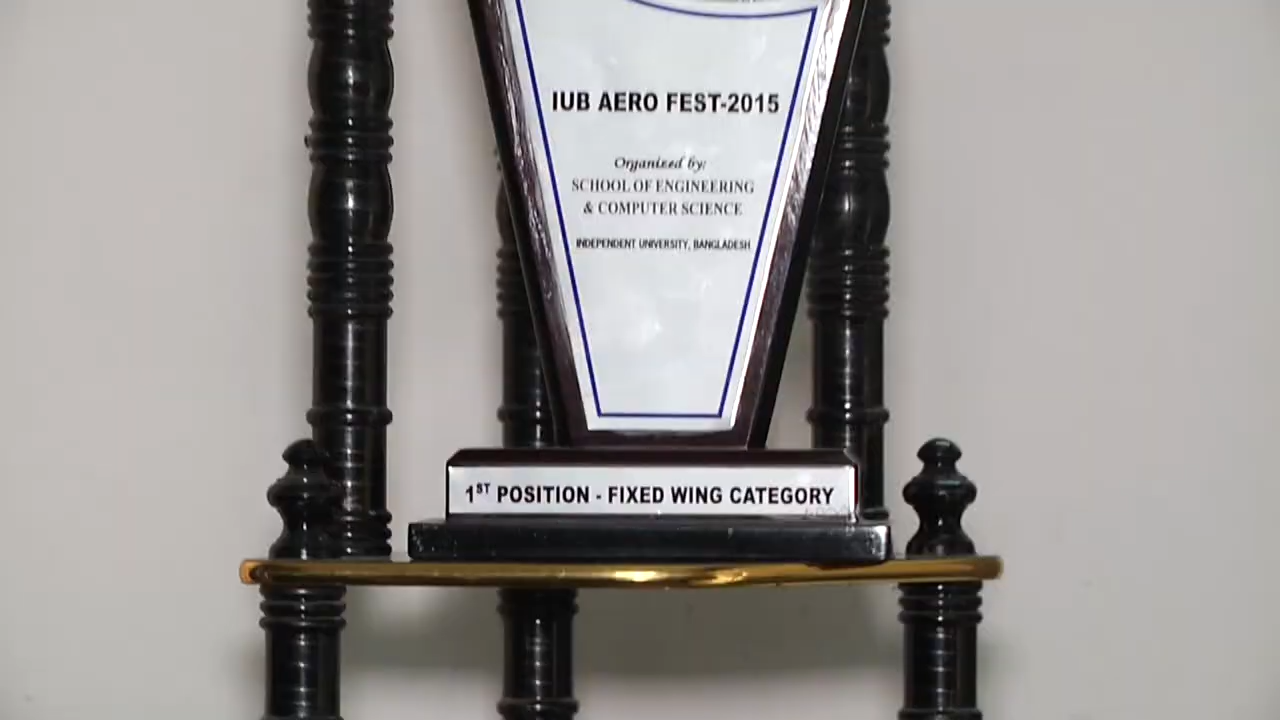 IUB AERO FEST-2015
Organized by:
SCHOOL OF ENGINEERING
& COMPUTER SCIENCE
INDEPENDENT UNIVERSITY, BANGLADESH
1ST POSITION - FIXED WING CATEGORY